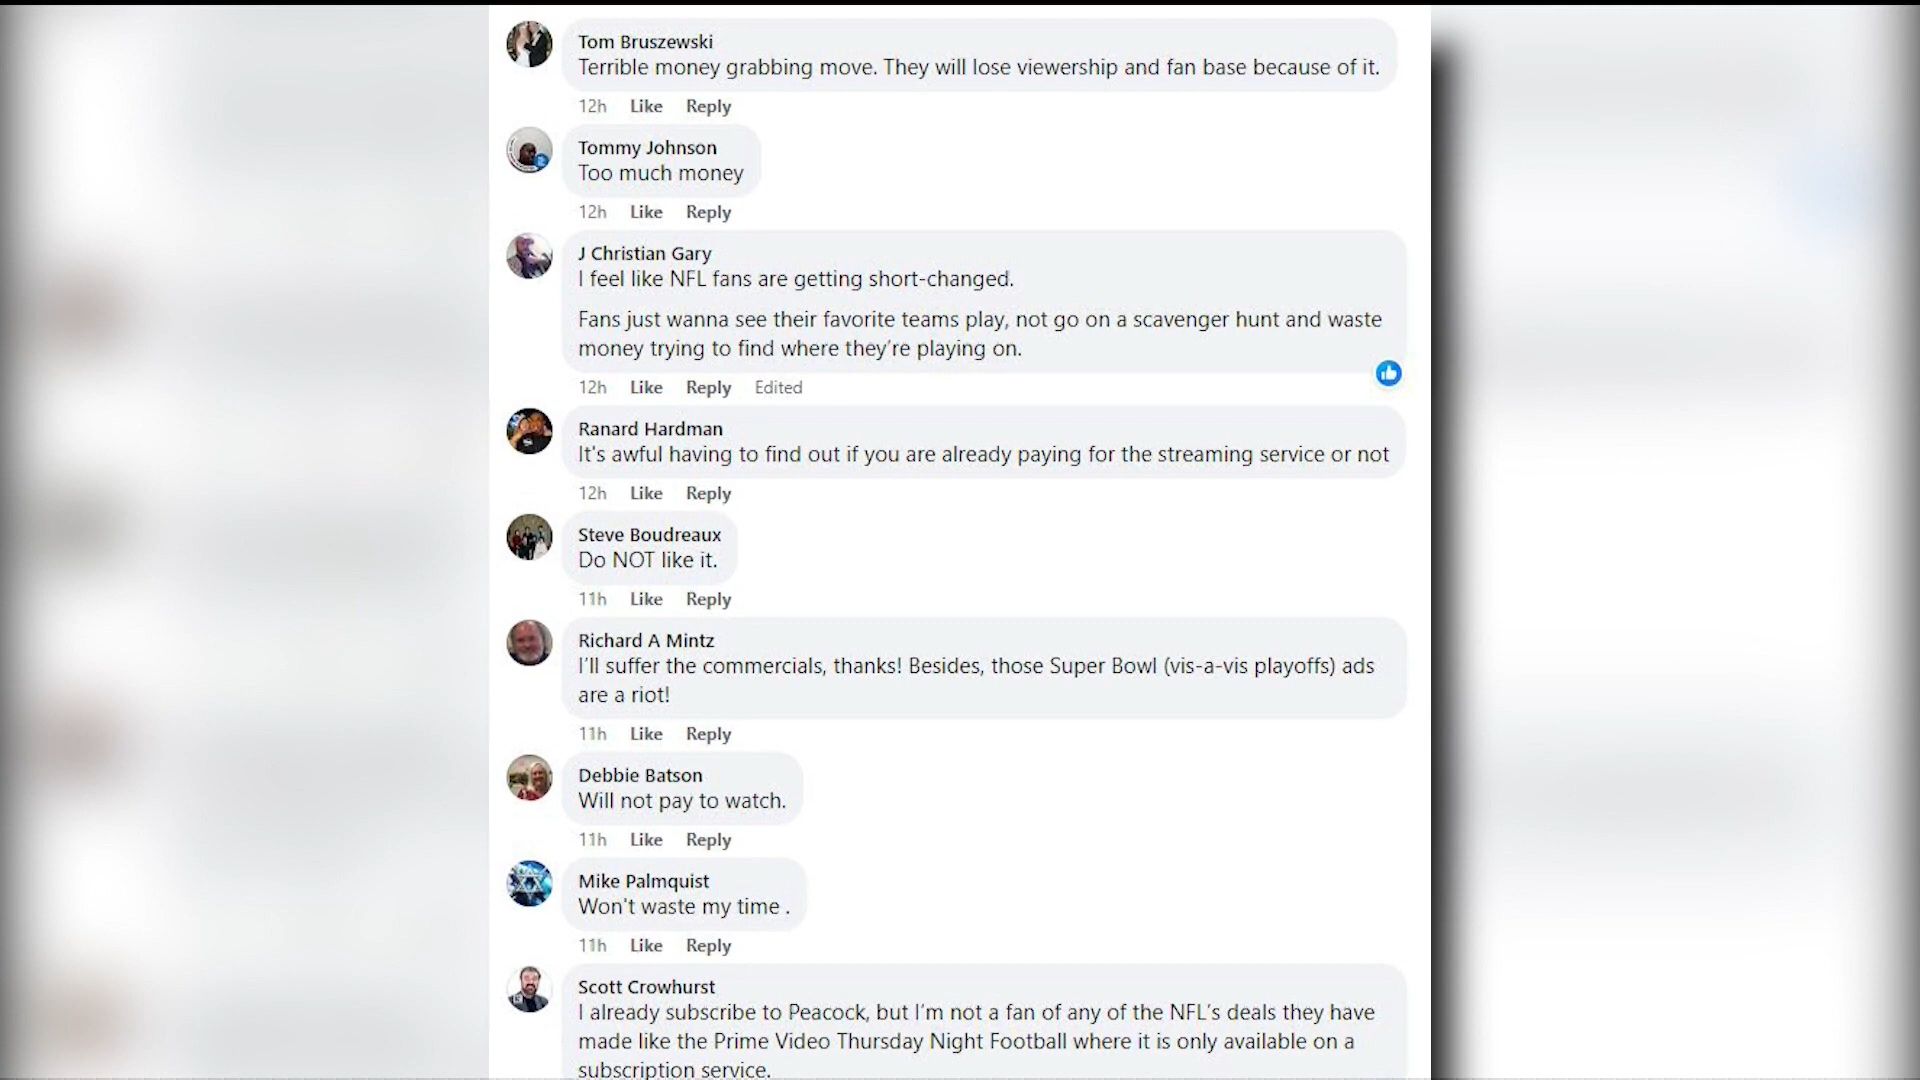 Tom Bruszewski
Terrible money grabbing move. They will lose viewership and fan base because of it.
12h Like Reply
Tommy Johnson
Too much money
12h Like Reply
J Christian Gary
I feel like NFL fans are getting short-changed.
Fans just wanna see their favorite teams play, not go on a scavenger hunt and waste
money trying to find where they're playing on.
12h Like Reply Edited
Ranard Hardman
It's awful having to find out if you are already paying for the streaming service or not
12h Like Reply
Steve Boudreaux
Do NOT like it.
11h Like Reply
Richard A Mintz
I'll suffer the commercials, thanks! Besides, those Super Bowl (vis-a-vis playoffs) ads
are a riot!
11h Like Reply
Debbie Batson
Will not pay to watch.
11h Like Reply
Mike Palmquist
Won't waste my time .
11h Like Reply
Scott Crowhurst
I already subscribe to Peacock, but I'm not a fan of any of the NFL's deals they have
made like the Prime Video Thursday Night Football where it is only available on a
subscription service.